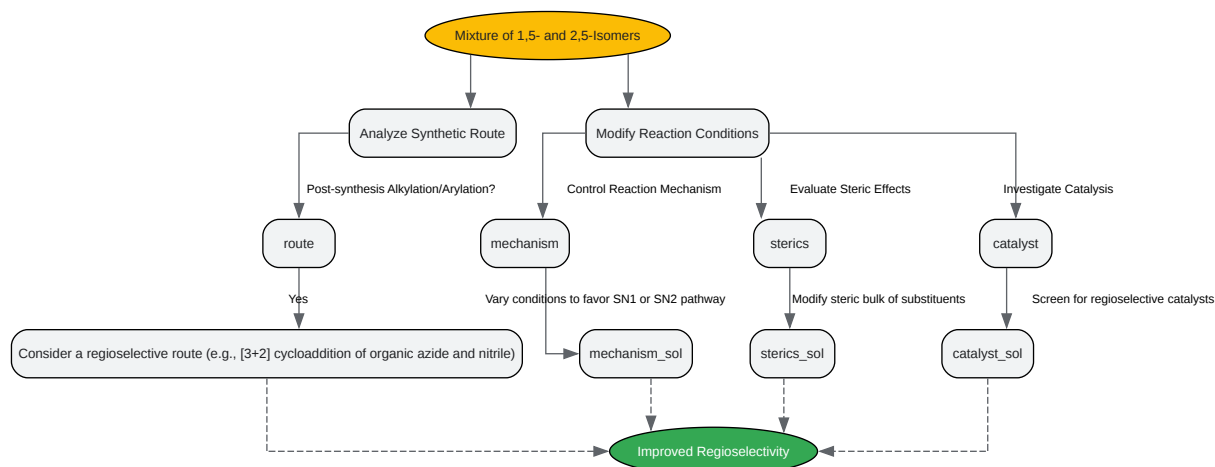 Mixture of 1,5- and 2,5-Isomers
Analyze Synthetic Route
Modify Reaction Conditions
Post-synthesis Alkylation/Arylation?
Control Reaction Mechanism
Evaluate Steric Effects
Investigate Catalysis
route
mechanism
sterics
catalyst
Yes
Vary conditions to favor SN1 or SN2 pathway
Modify steric bulk of substituents
Screen for regioselective catalysts
Consider a regioselective route (e.g., [3+2] cycloaddition of organic azide and nitrile)
mechanism_sol
sterics_sol
catalyst_sol
Improved Regioselectivity